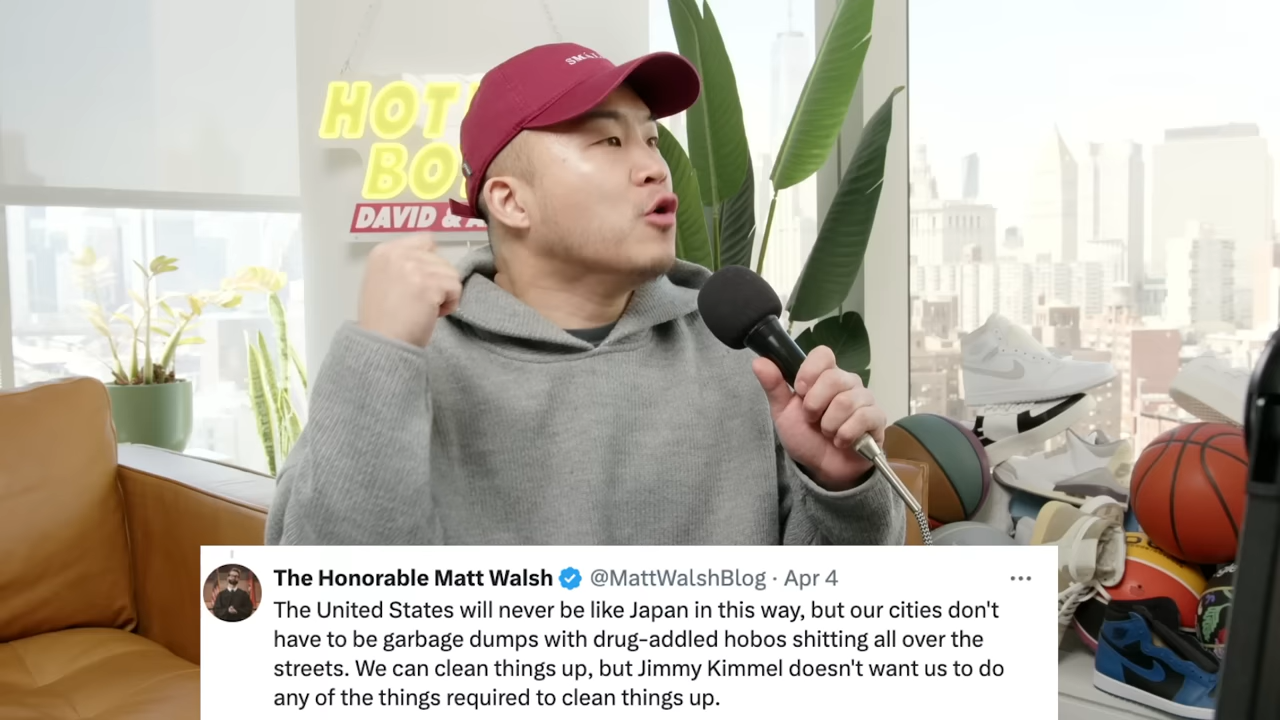 HOT
BO
DAVID &
The Honorable Matt Walsh @MattWalshBlog · Apr 4
The United States will never be like Japan in this way, but our cities don't
have to be garbage dumps with drug-addled hobos shitting all over the
streets. We can clean things up, but Jimmy Kimmel doesn't want us to do
any of the things required to clean things up.